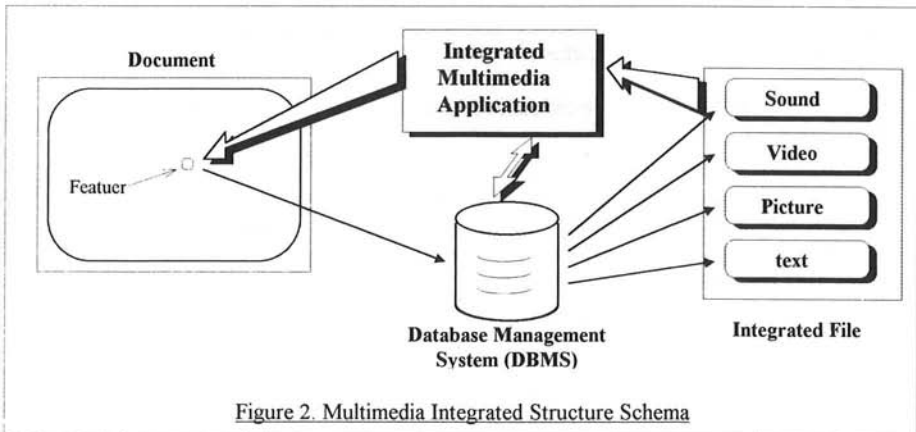 Document
Integrated
Multimedia
Application
Sound
Video
Picture
text
Featuer
Database Management
System (DBMS)
Integrated File
Figure 2. Multimedia Integrated Structure Schema